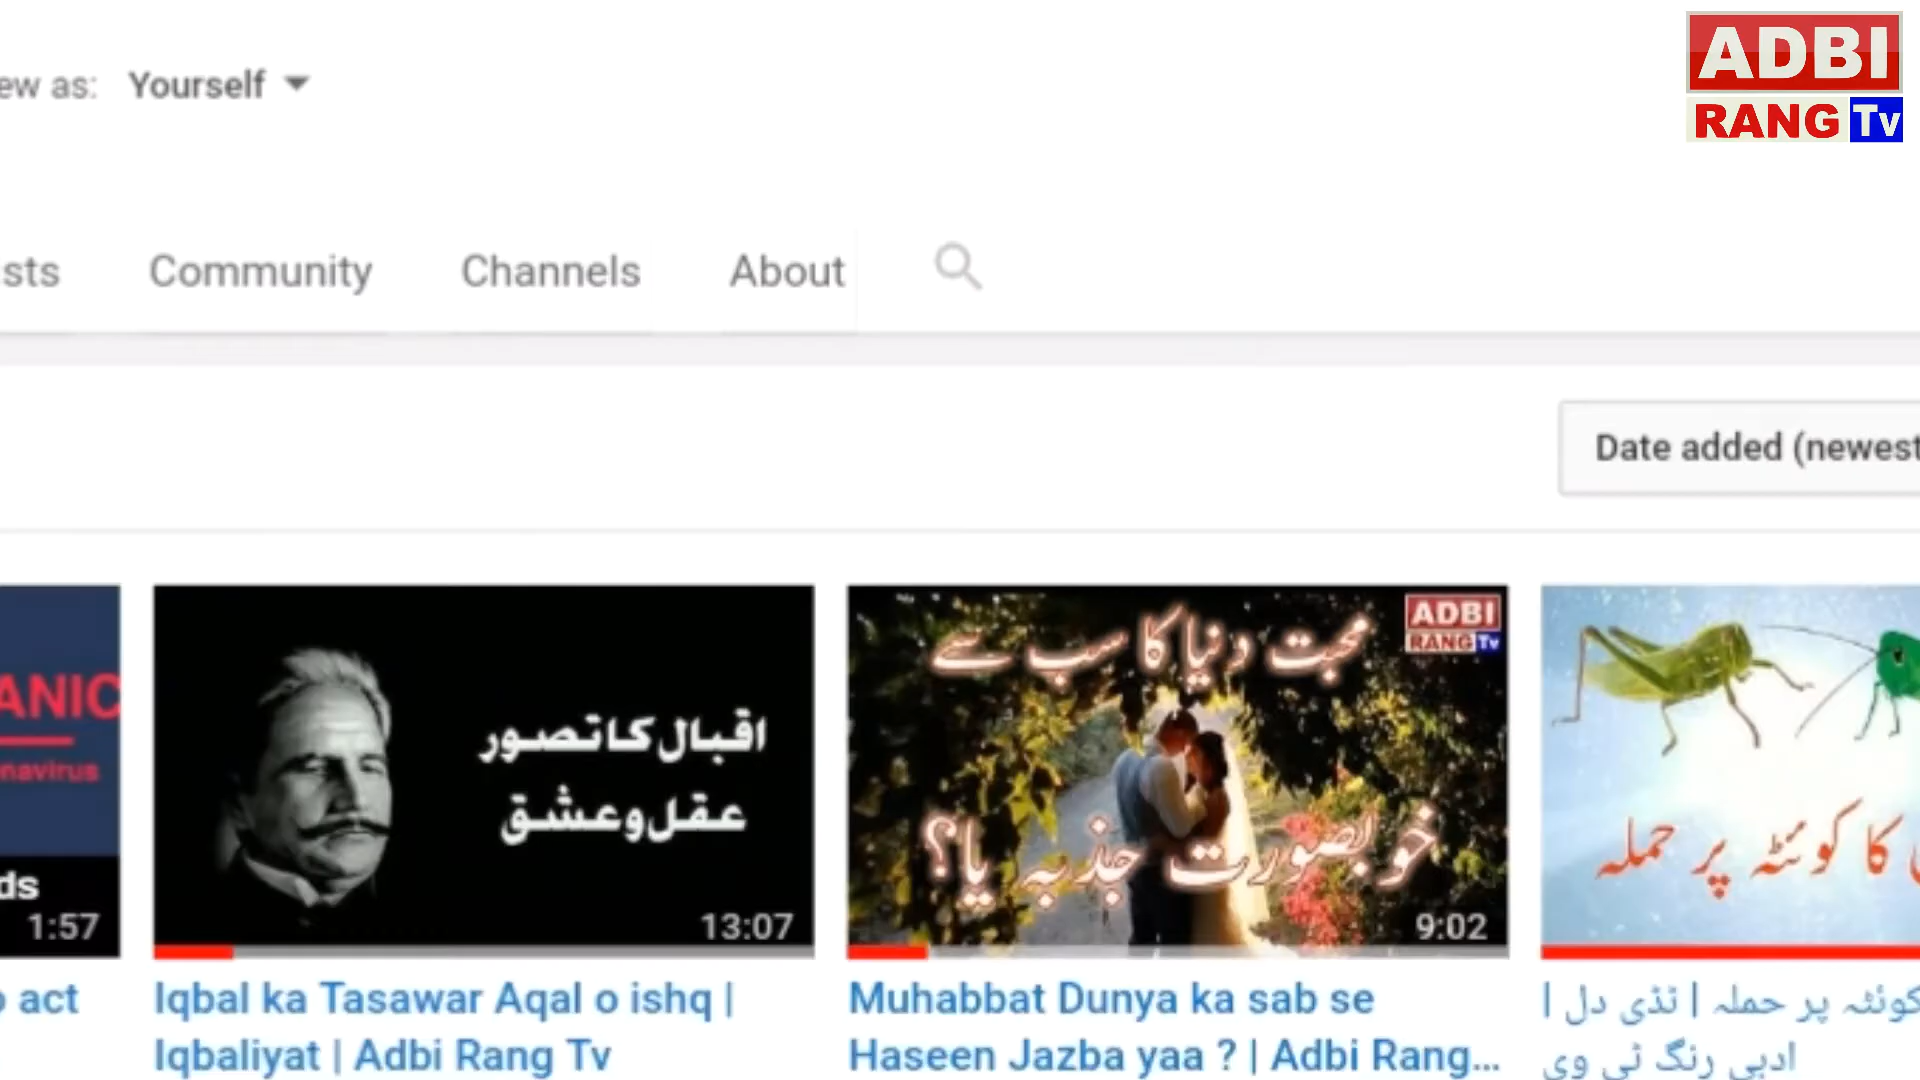 ew as: Yourself
ADBI
RANG Tv
sts Community Channels About
Date added (newest
ANIC
navirus
ds
1:57
اقبال کا تصور
عقل و عشق
13:07
محبت دنیا کا سب سے
ADBI
RANG Tv
خوبصورت جذبہ یا؟
9:02
کا کوئٹہ پر حملہ
act
Iqbal ka Tasawar Aqal o ishq |
Iqbaliyat | Adbi Rang Tv
Muhabbat Dunya ka sab se
Haseen Jazba yaa ? | Adbi Rang...
کوئٹہ پر حملہ | ٹڈی دل |
ادبی رنگ ٹی وی